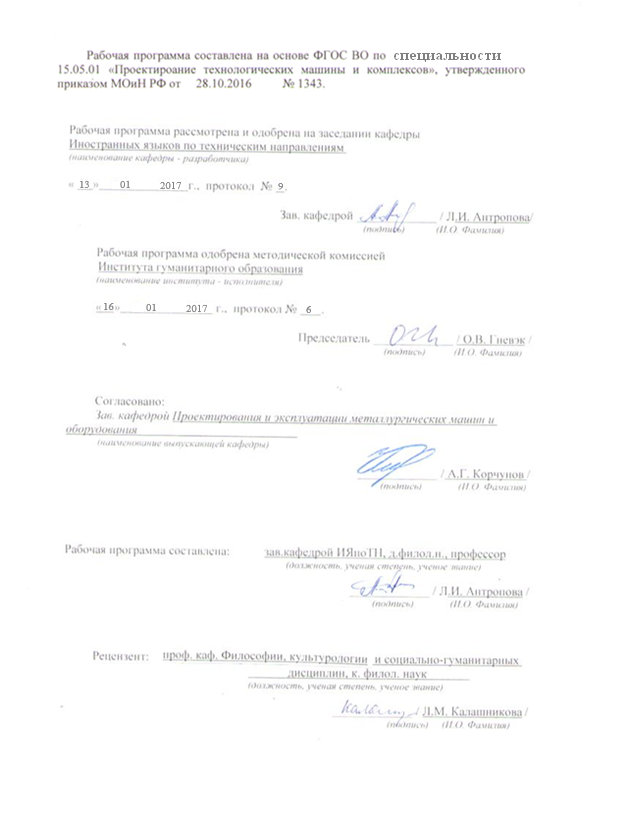 Рабочая программа составлена на основе ФГОС ВО по специальности
15.05.01 «Проектироание технологических машины и комплексов», утвержденного
приказом МОиН РФ от 28.10.2016 № 1343.
Рабочая программа рассмотрена и одобрена на заседании кафедры
Иностранных языков по техническим направлениям
(наименование кафедры - разработчика)
« 13 » 01 2017 г., протокол № 9.
Зав. кафедрой / Л.И. Антропова/
(подпись) (И.О. Фамилия)
Рабочая программа одобрена методической комиссией
Института гуманитарного образования
(наименование института - исполнителя)
«16» 01 2017 г., протокол № 6.
Председатель / О.В. Гневэк /
(подпись) (И.О. Фамилия)
Согласовано:
Зав. кафедрой Проектирования и эксплуатации металлургических машин и
оборудования
(наименование выпускающей кафедры)
/ А.Г. Корчунов /
(подпись) (И.О. Фамилия)
Рабочая программа составлена: зав.кафедрой ИЯпоТН, д.филол.н., профессор
(должность, ученая степень, ученое звание)
/ Л.И. Антропова /
(подпись) (И.О. Фамилия)
Рецензент: проф. каф. Философии, культурологии и социально-гуманитарных
дисциплин, к. филол. наук
(должность, ученая степень, ученое звание)
/ Л.М. Калашникова /
(подпись) (И.О. Фамилия)